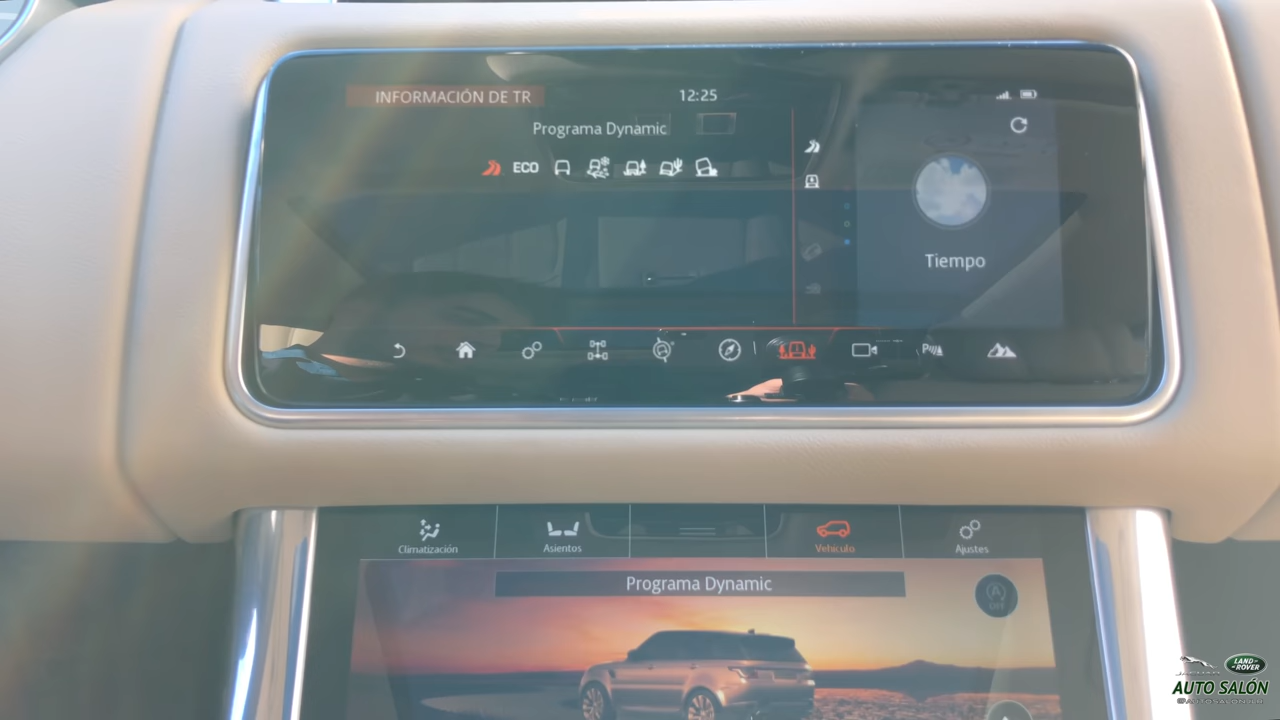 INFORMACIÓN DE TR
12:25
Programa Dynamic
ECO
Tiempo
Climatización
Asientos
Vehículo
Ajustes
Programa Dynamic
(A)
OFF
LAND
ROVER
AUTO SALÓN